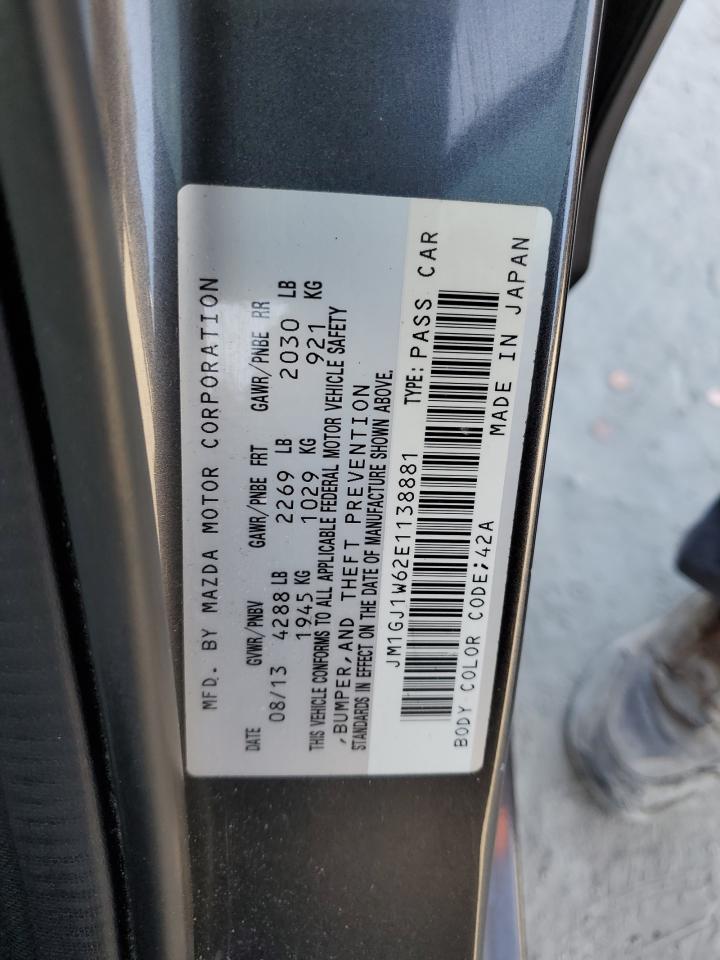 MFD. BY MAZDA MOTOR CORPORATION
DATE GVWR/PNBV GAWR/PNBE FRT GAWR/PNBE RR
08/13 4288 LB 2269 LB 2030 LB
1945 KG 1029 KG 921 KG
THIS VEHICLE CONFORMS TO ALL APPLICABLE FEDERAL MOTOR VEHICLE SAFETY
,BUMPER,AND THEFT PREVENTION
STANDARDS IN EFFECT ON THE DATE OF MANUFACTURE SHOWN ABOVE.
JM1GJ1W62E1138881 TYPE: PASS CAR
BODY COLOR CODE;42A MADE IN JAPAN